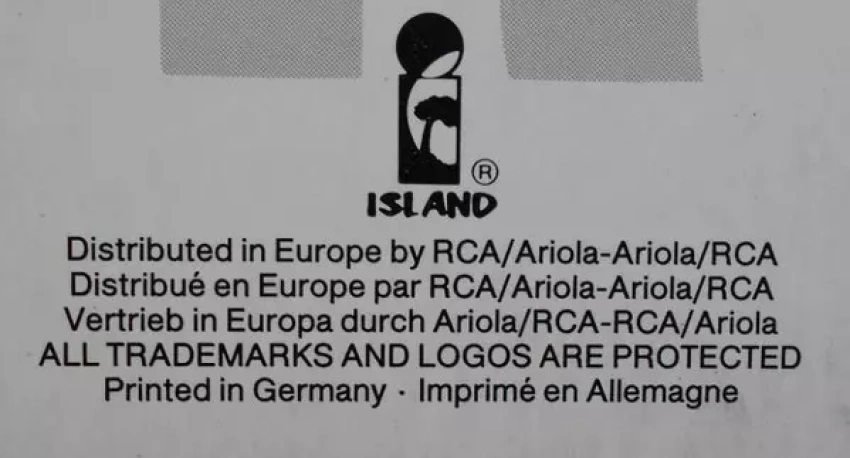 ®
ISLAND
Distributed in Europe by RCA/Ariola-Ariola/RCA
Distribué en Europe par RCA/Ariola-Ariola/RCA
Vertrieb in Europa durch Ariola/RCA-RCA/Ariola
ALL TRADEMARKS AND LOGOS ARE PROTECTED
Printed in Germany · Imprimé en Allemagne